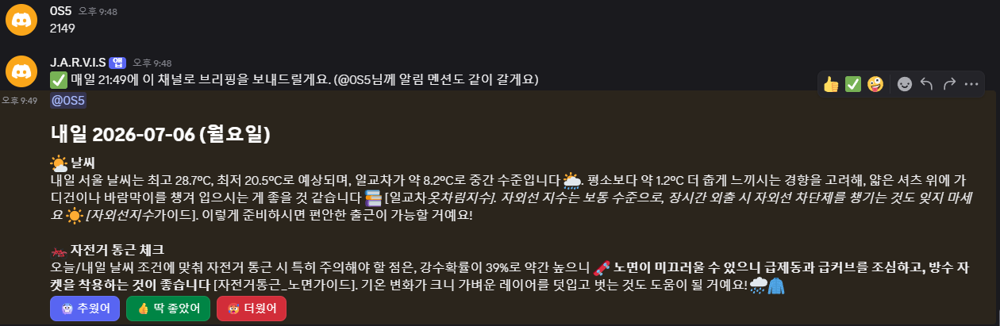 OS5 오후 9:48
2149
J.A.R.V.I.S 앱 오후 9:48
✅ 매일 21:49에 이 채널로 브리핑을 보내드릴게요. (@OS5님께 알림 멘션도 같이 갈게요)
오후 9:49 @OS5
내일 2026-07-06 (월요일)
🌤️ 날씨
내일 서울 날씨는 최고 28.7°C, 최저 20.5°C로 예상되며, 일교차가 약 8.2°C로 중간 수준입니다 🌦️. 평소보다 약 1.2°C 더 춥게 느끼시는 경향을 고려해, 얇은 셔츠 위에 가
디건이나 바람막이를 챙겨 입으시는 게 좋을 것 같습니다 📚 [일교차옷차림지수]. 자외선 지수는 보통 수준으로, 장시간 외출 시 자외선 차단제를 챙기는 것도 잊지 마세
요 ☀️ [자외선지수가이드]. 이렇게 준비하시면 편안한 출근이 가능할 거예요!
자전거 통근 체크
오늘/내일 날씨 조건에 맞춰 자전거 통근 시 특히 주의해야 할 점은, 강수확률이 39%로 약간 높으니 노면이 미끄러울 수 있으니 급제동과 급커브를 조심하고, 방수 자
켓을 착용하는 것이 좋습니다 [자전거통근_노면가이드]. 기온 변화가 크니 가벼운 레이어를 덧입고 벗는 것도 도움이 될 거예요! 🌧️🧥
🥶 추웠어 👍 딱 좋았어 🥵 더웠어